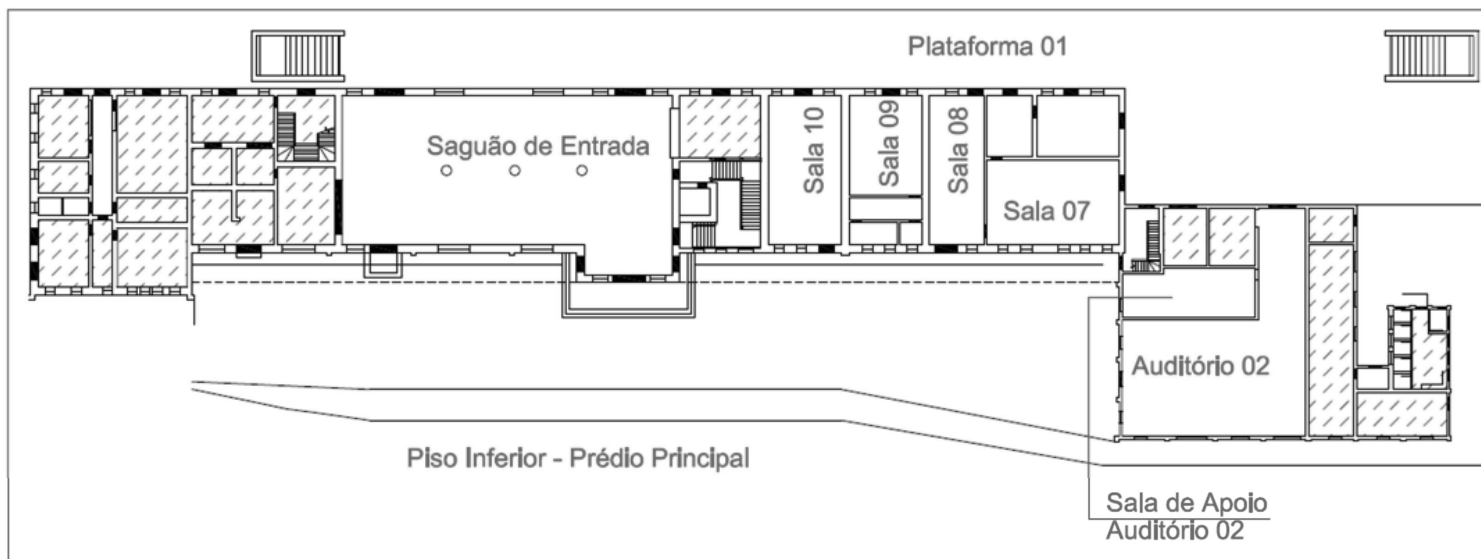 Plataforma 01
Saguão de Entrada
Sala 10
Sala 09
Sala 08
Sala 07
Auditório 02
Piso Inferior - Prédio Principal
Sala de Apoio
Auditório 02